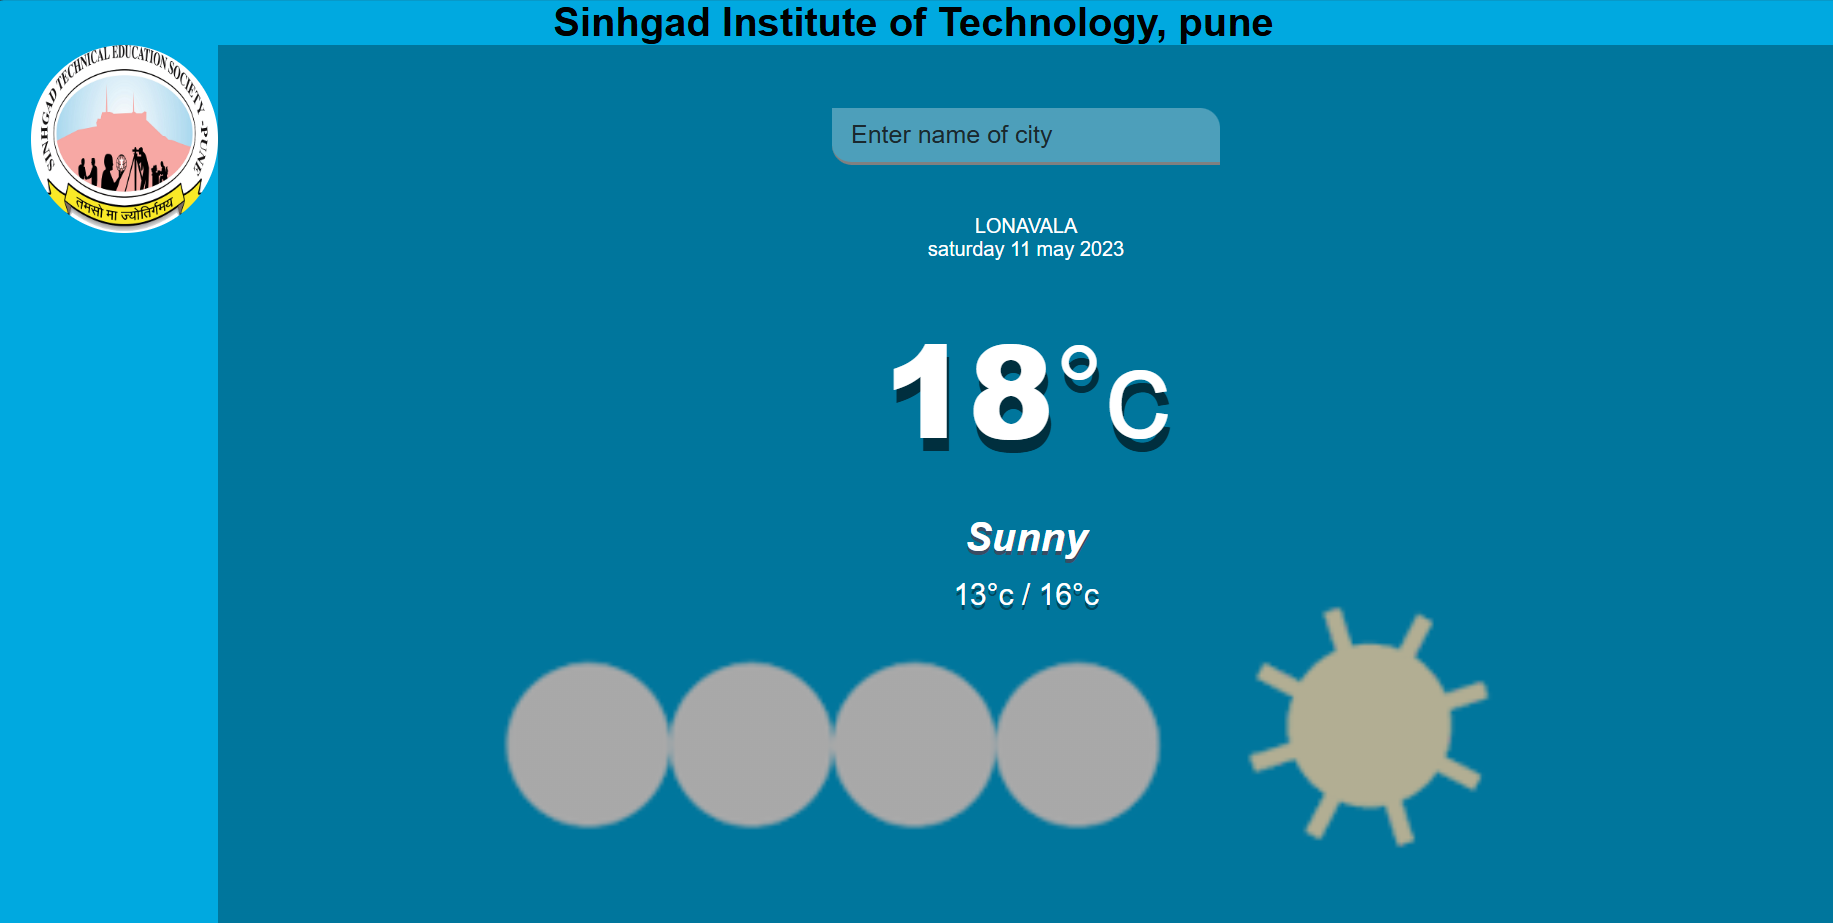 Sinhgad Institute of Technology, pune
SINHGAD TECHNICAL EDUCATION SOCIETY - PUNE
तमसो मा ज्योतिर्गमय
Enter name of city
LONAVALA
saturday 11 may 2023
18°c
Sunny
13°c / 16°c